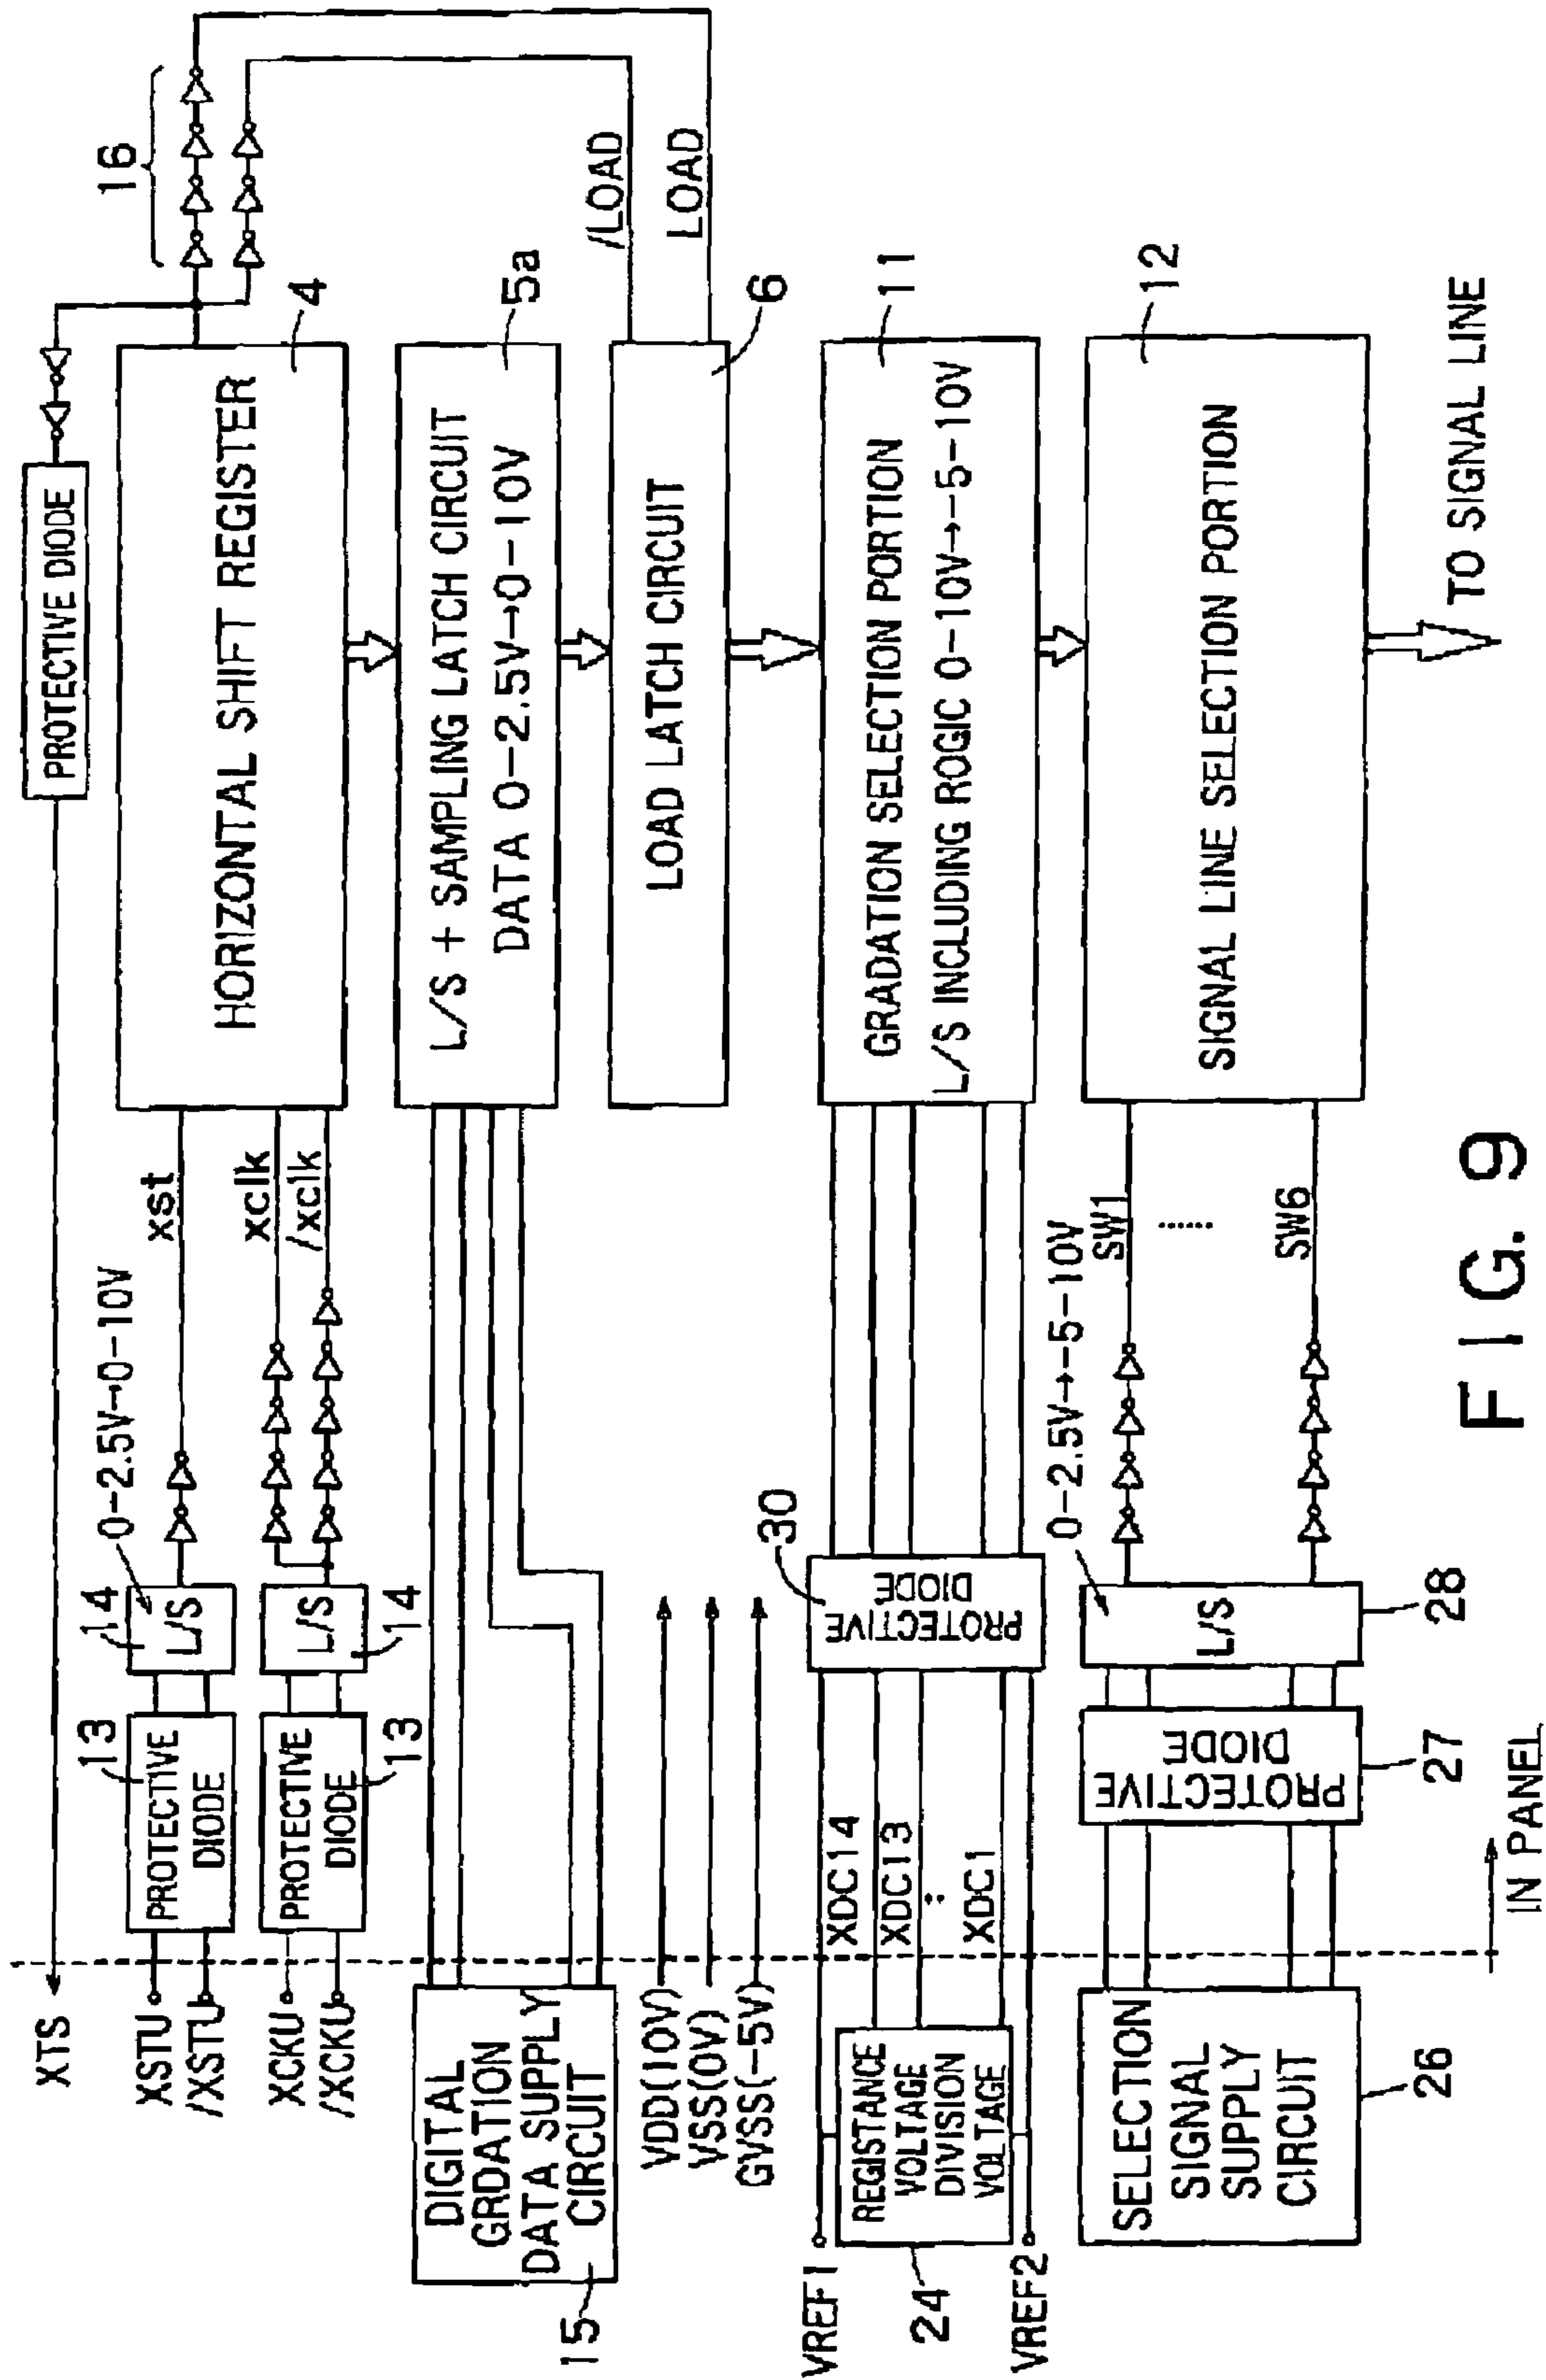 XTS
PROTECTIVE DIODE
16
XSTU
/XSTU
13
PROTECTIVE
DIODE
14
L/S
0-2.5V→0-10V
xst
HORIZONTAL SHIFT REGISTER
4
XCKU
/XCKU
PROTECTIVE
DIODE
13
L/S
14
xclk
/xclk
DIGITAL
GRDATION
DATA SUPPLY
CIRCUIT
15
L/S + SAMPLING LATCH CIRCUIT
DATA 0-2.5V→0-10V
5a
/LOAD
LOAD
LOAD LATCH CIRCUIT
6
VDD(10V)
VSS(0V)
GVSS(-5V)
VREF1
REGISTANCE
VOLTAGE
DIVISION
VOLTAGE
24
VREF2
XDC14
XDC13
XDC1
30
PROTECTIVE
DIODE
GRADATION SELECTION PORTION
L/S INCLUDING ROGIC 0-10V→-5-10V
11
SELECTION
SIGNAL
SUPPLY
CIRCUIT
26
PROTECTIVE
DIODE
27
L/S
28
0-2.5V→-5-10V
SW1
......
SW6
SIGNAL LINE SELECTION PORTION
12
IN PANEL
TO SIGNAL LINE
FIG. 9